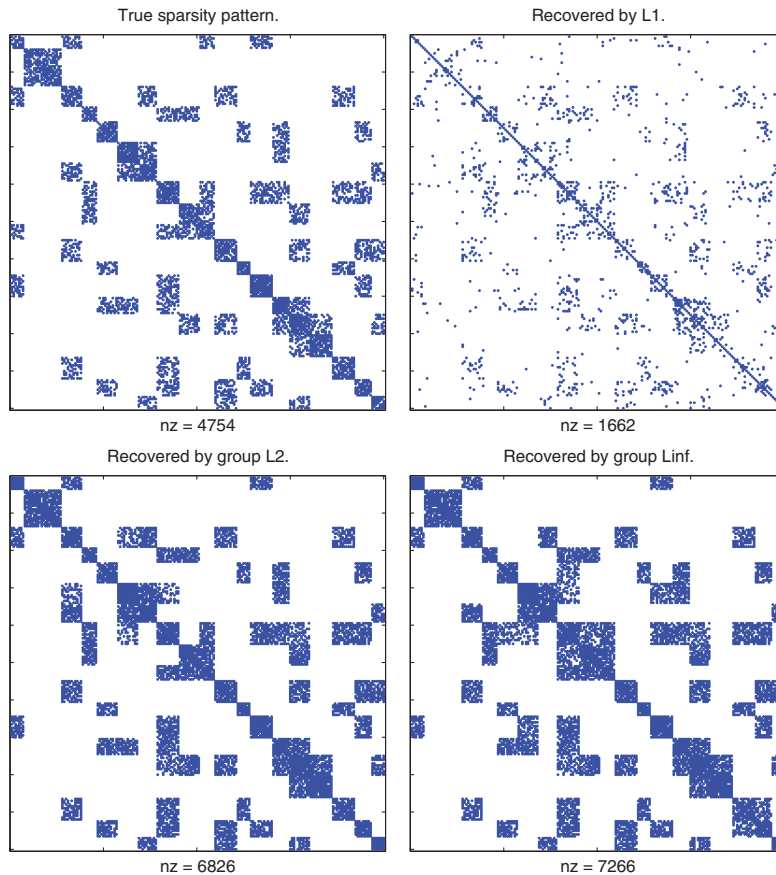 True sparsity pattern.
Recovered by L1.
nz = 4754
nz = 1662
Recovered by group L2.
Recovered by group Linf.
nz = 6826
nz = 7266